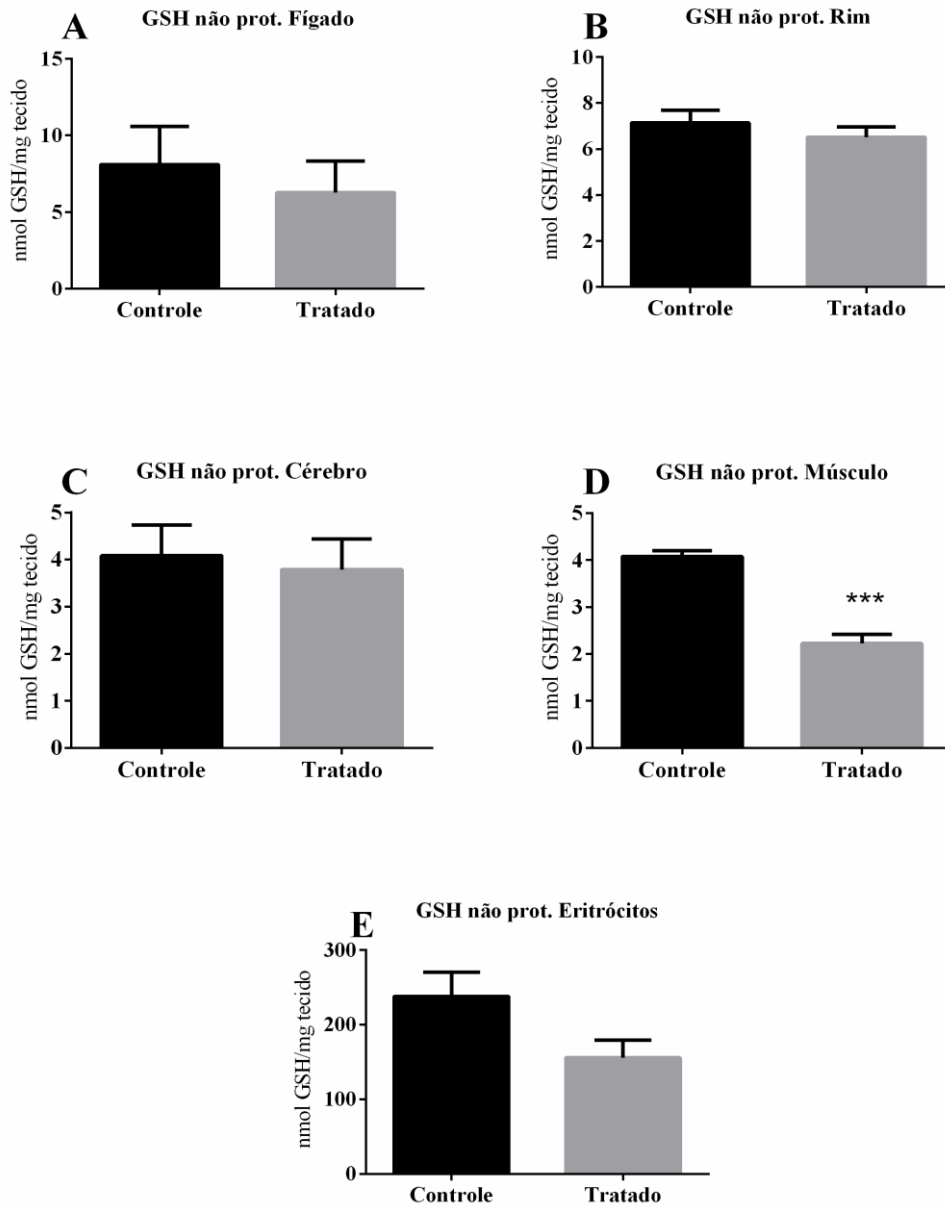 A
GSH não prot. Fígado
nmol GSH/mg tecido
15
10
5
0
Controle
Tratado
B
GSH não prot. Rim
nmol GSH/mg tecido
10
8
6
4
2
0
Controle
Tratado
C
GSH não prot. Cérebro
nmol GSH/mg tecido
5
4
3
2
1
0
Controle
Tratado
D
GSH não prot. Músculo
nmol GSH/mg tecido
5
4
3
2
1
0
***
Controle
Tratado
E
GSH não prot. Eritrócitos
nmol GSH/mg tecido
300
200
100
0
Controle
Tratado